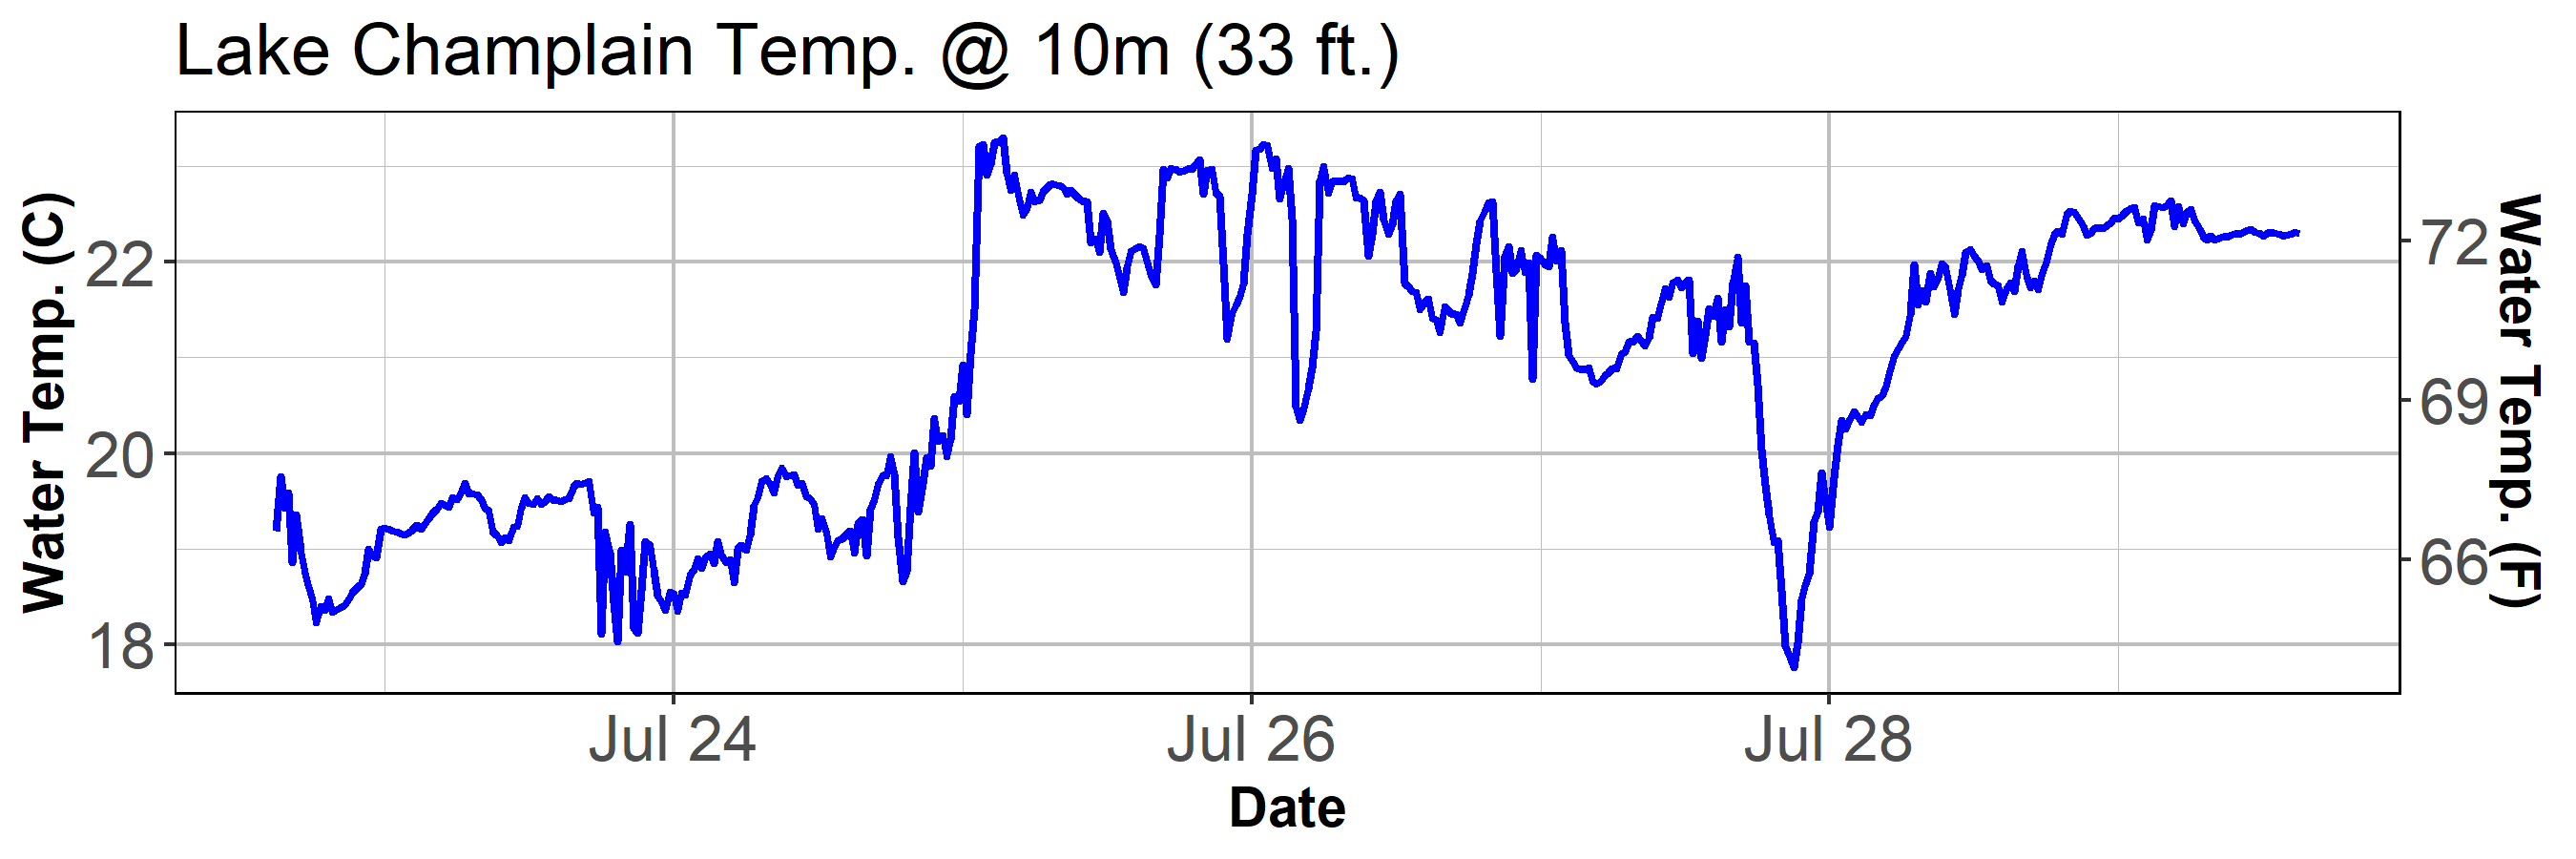 Lake Champlain Temp. @ 10m (33 ft.)
Water Temp. (C)
22
20
18
72
69
66
Water Temp. (F)
Jul 24
Jul 26
Jul 28
Date